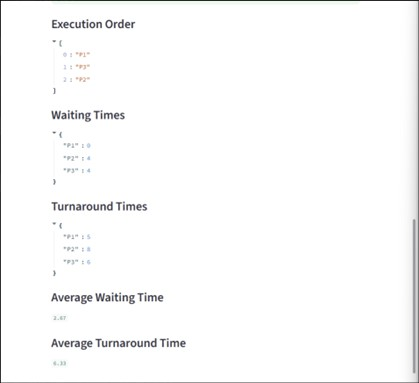 Execution Order
[
0 : "P1"
1 : "P3"
2 : "P2"
]
Waiting Times
{
"P1" : 0
"P2" : 4
"P3" : 4
}
Turnaround Times
{
"P1" : 5
"P2" : 8
"P3" : 6
}
Average Waiting Time
2.67
Average Turnaround Time
6.33